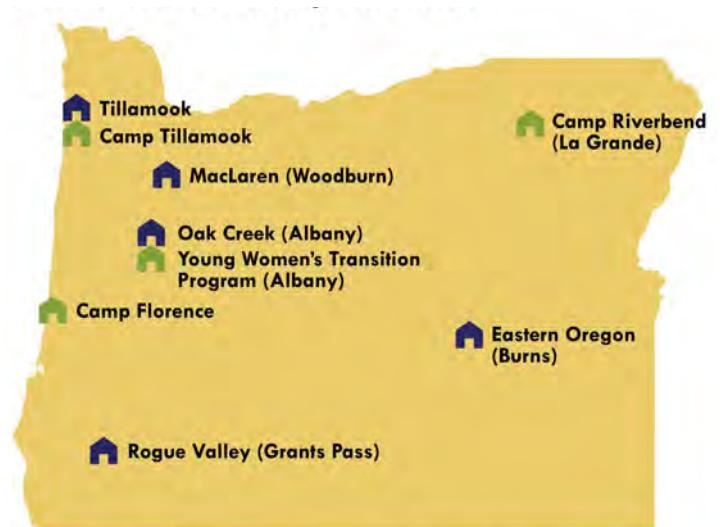 Tillamook
Camp Tillamook
Camp Riverbend
(La Grande)
MacLaren (Woodburn)
Oak Creek (Albany)
Young Women's Transition
Program (Albany)
Camp Florence
Eastern Oregon
(Burns)
Rogue Valley (Grants Pass)